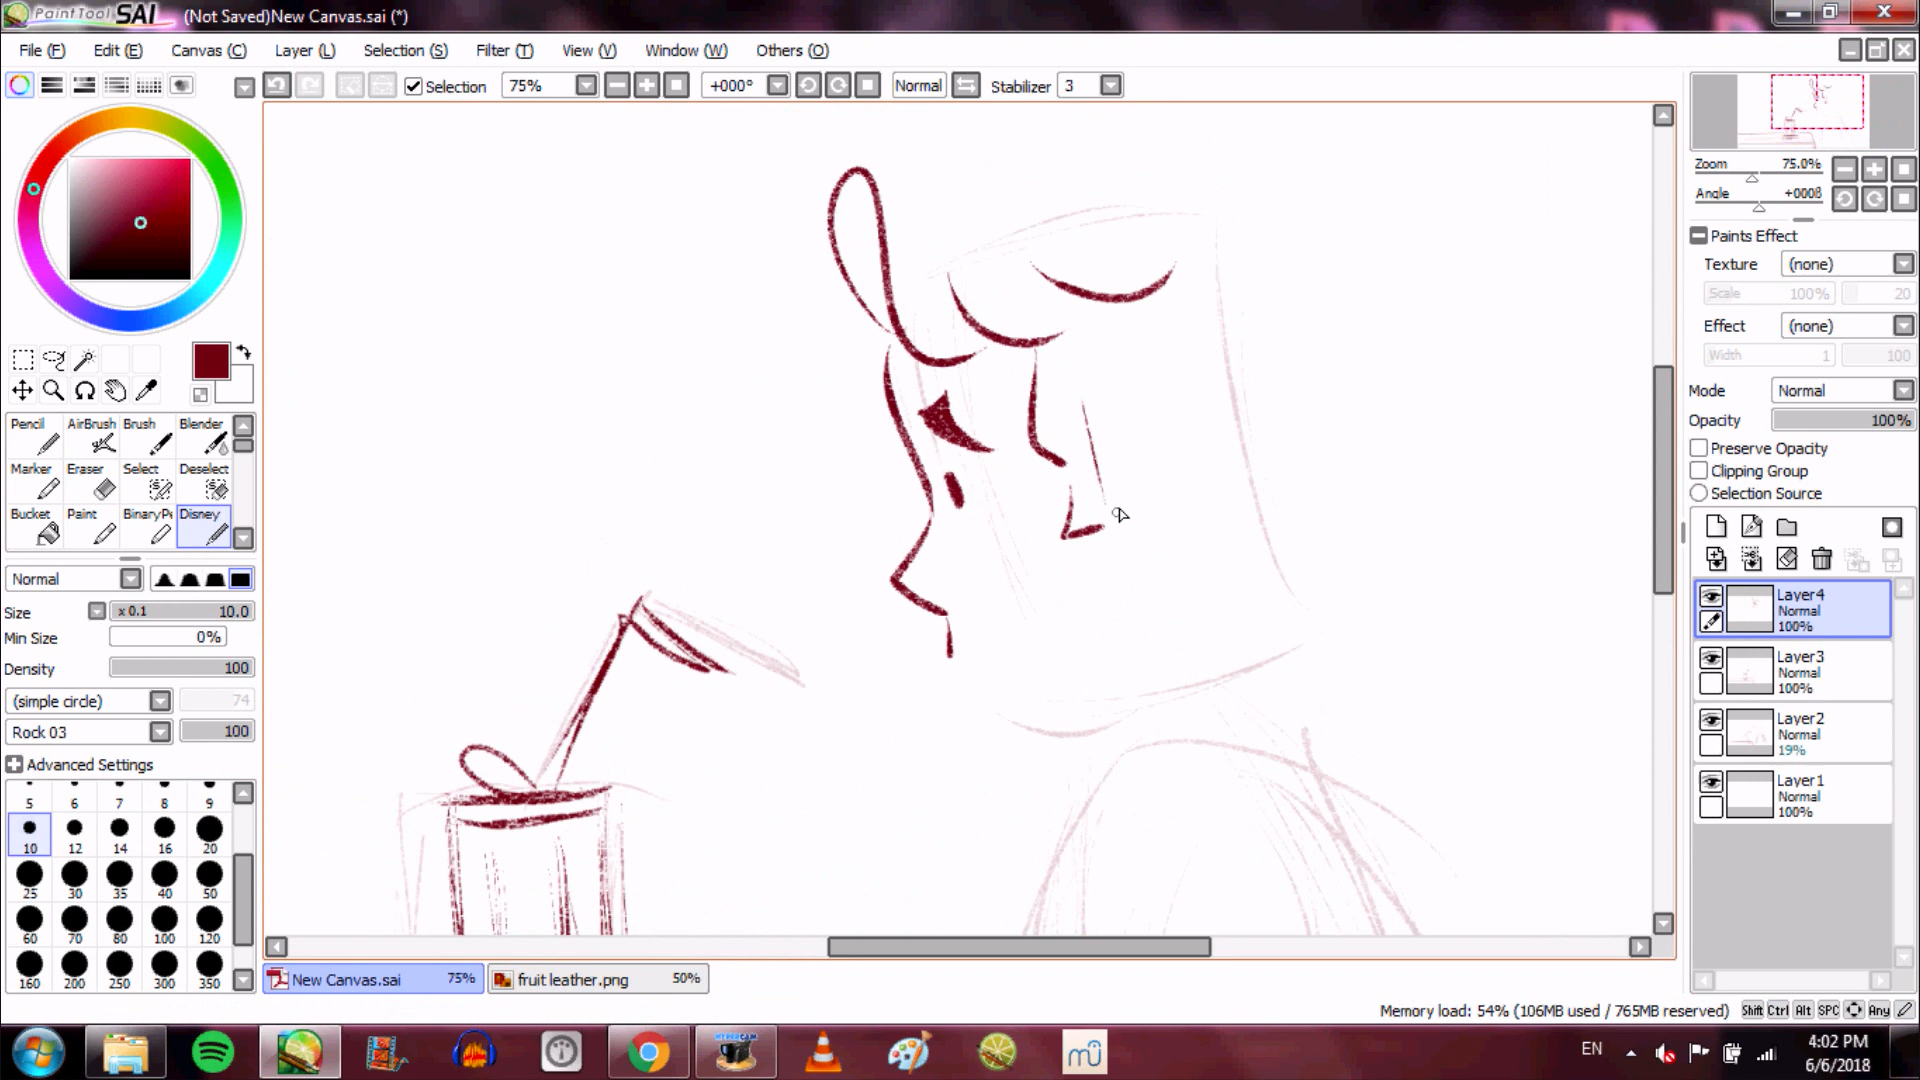 PaintTool SAI (Not Saved)New Canvas.sai (*)
File (F) Edit (E) Canvas (C) Layer (L) Selection (S) Filter (T) View (V) Window (W) Others (O)
Selection 75% +000° Normal Stabilizer 3
Zoom 75.0%
Angle +000ß
Paints Effect
Texture (none)
Scale 100% 20
Effect (none)
Width 1 100
Mode Normal
Opacity 100%
Preserve Opacity
Clipping Group
Selection Source
Pencil AirBrush Brush Blender
Marker Eraser Select Deselect
Bucket Paint BinaryPe Disney
Normal
Size x 0.1 10.0
Min Size 0%
Density 100
(simple circle) 74
Rock 03 100
Advanced Settings
5 6 7 8 9
10 12 14 16 20
25 30 35 40 50
60 70 80 100 120
160 200 250 300 350
Layer4
Normal
100%
Layer3
Normal
100%
Layer2
Normal
19%
Layer1
Normal
100%
New Canvas.sai 75% fruit leather.png 50%
Memory load: 54% (106MB used / 765MB reserved) Shift Ctrl Alt SPC Any
HYPERCAM
EN
4:02 PM
6/6/2018